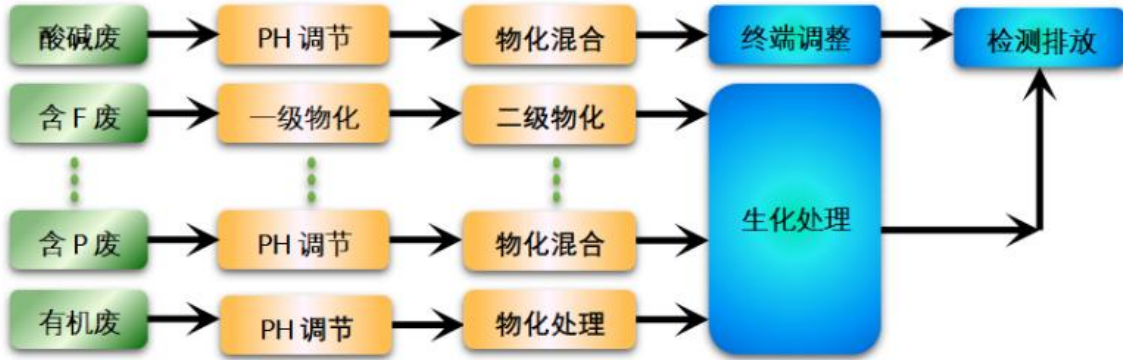 酸碱废
PH 调节
物化混合
终端调整
检测排放
含 F 废
一级物化
二级物化
生化处理
含 P 废
PH 调节
物化混合
有机废
PH 调节
物化处理